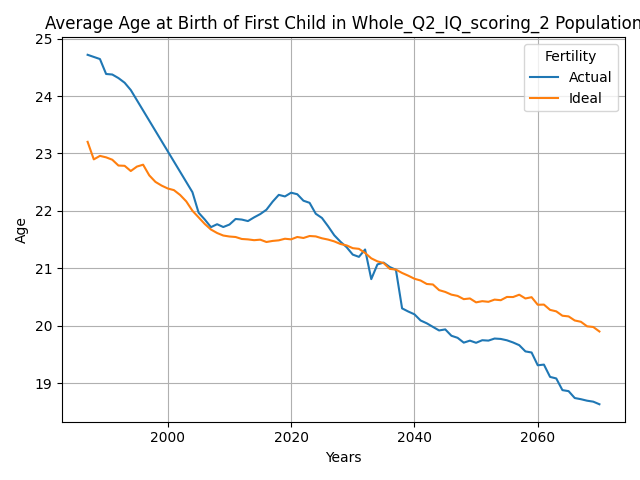 Average Age at Birth of First Child in Whole_Q2_IQ_scoring_2 Population
Fertility
Actual
Ideal
25
24
23
22
21
20
19
Age
2000
2020
2040
2060
Years